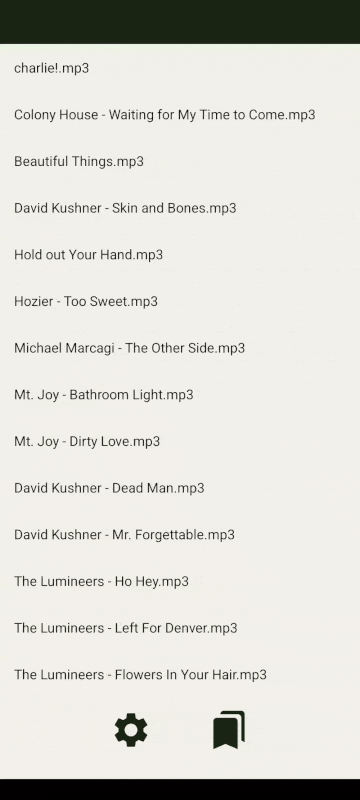 charlie!.mp3
Colony House - Waiting for My Time to Come.mp3
Beautiful Things.mp3
David Kushner - Skin and Bones.mp3
Hold out Your Hand.mp3
Hozier - Too Sweet.mp3
Michael Marcagi - The Other Side.mp3
Mt. Joy - Bathroom Light.mp3
Mt. Joy - Dirty Love.mp3
David Kushner - Dead Man.mp3
David Kushner - Mr. Forgettable.mp3
The Lumineers - Ho Hey.mp3
The Lumineers - Left For Denver.mp3
The Lumineers - Flowers In Your Hair.mp3